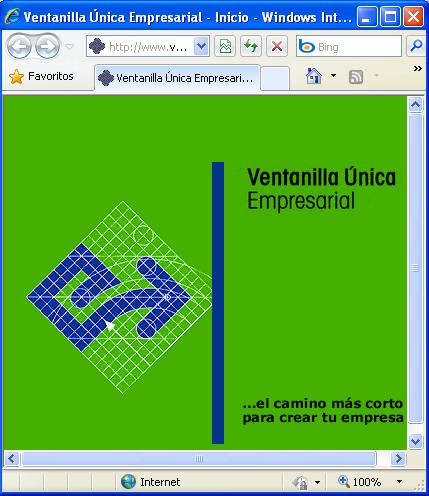 Ventanilla Única Empresarial - Inicio - Windows Int...
http://www.v...
Bing
Favoritos
Ventanilla Única Empresari...
»
Ventanilla Única
Empresarial
...el camino más corto
para crear tu empresa
Internet
100%